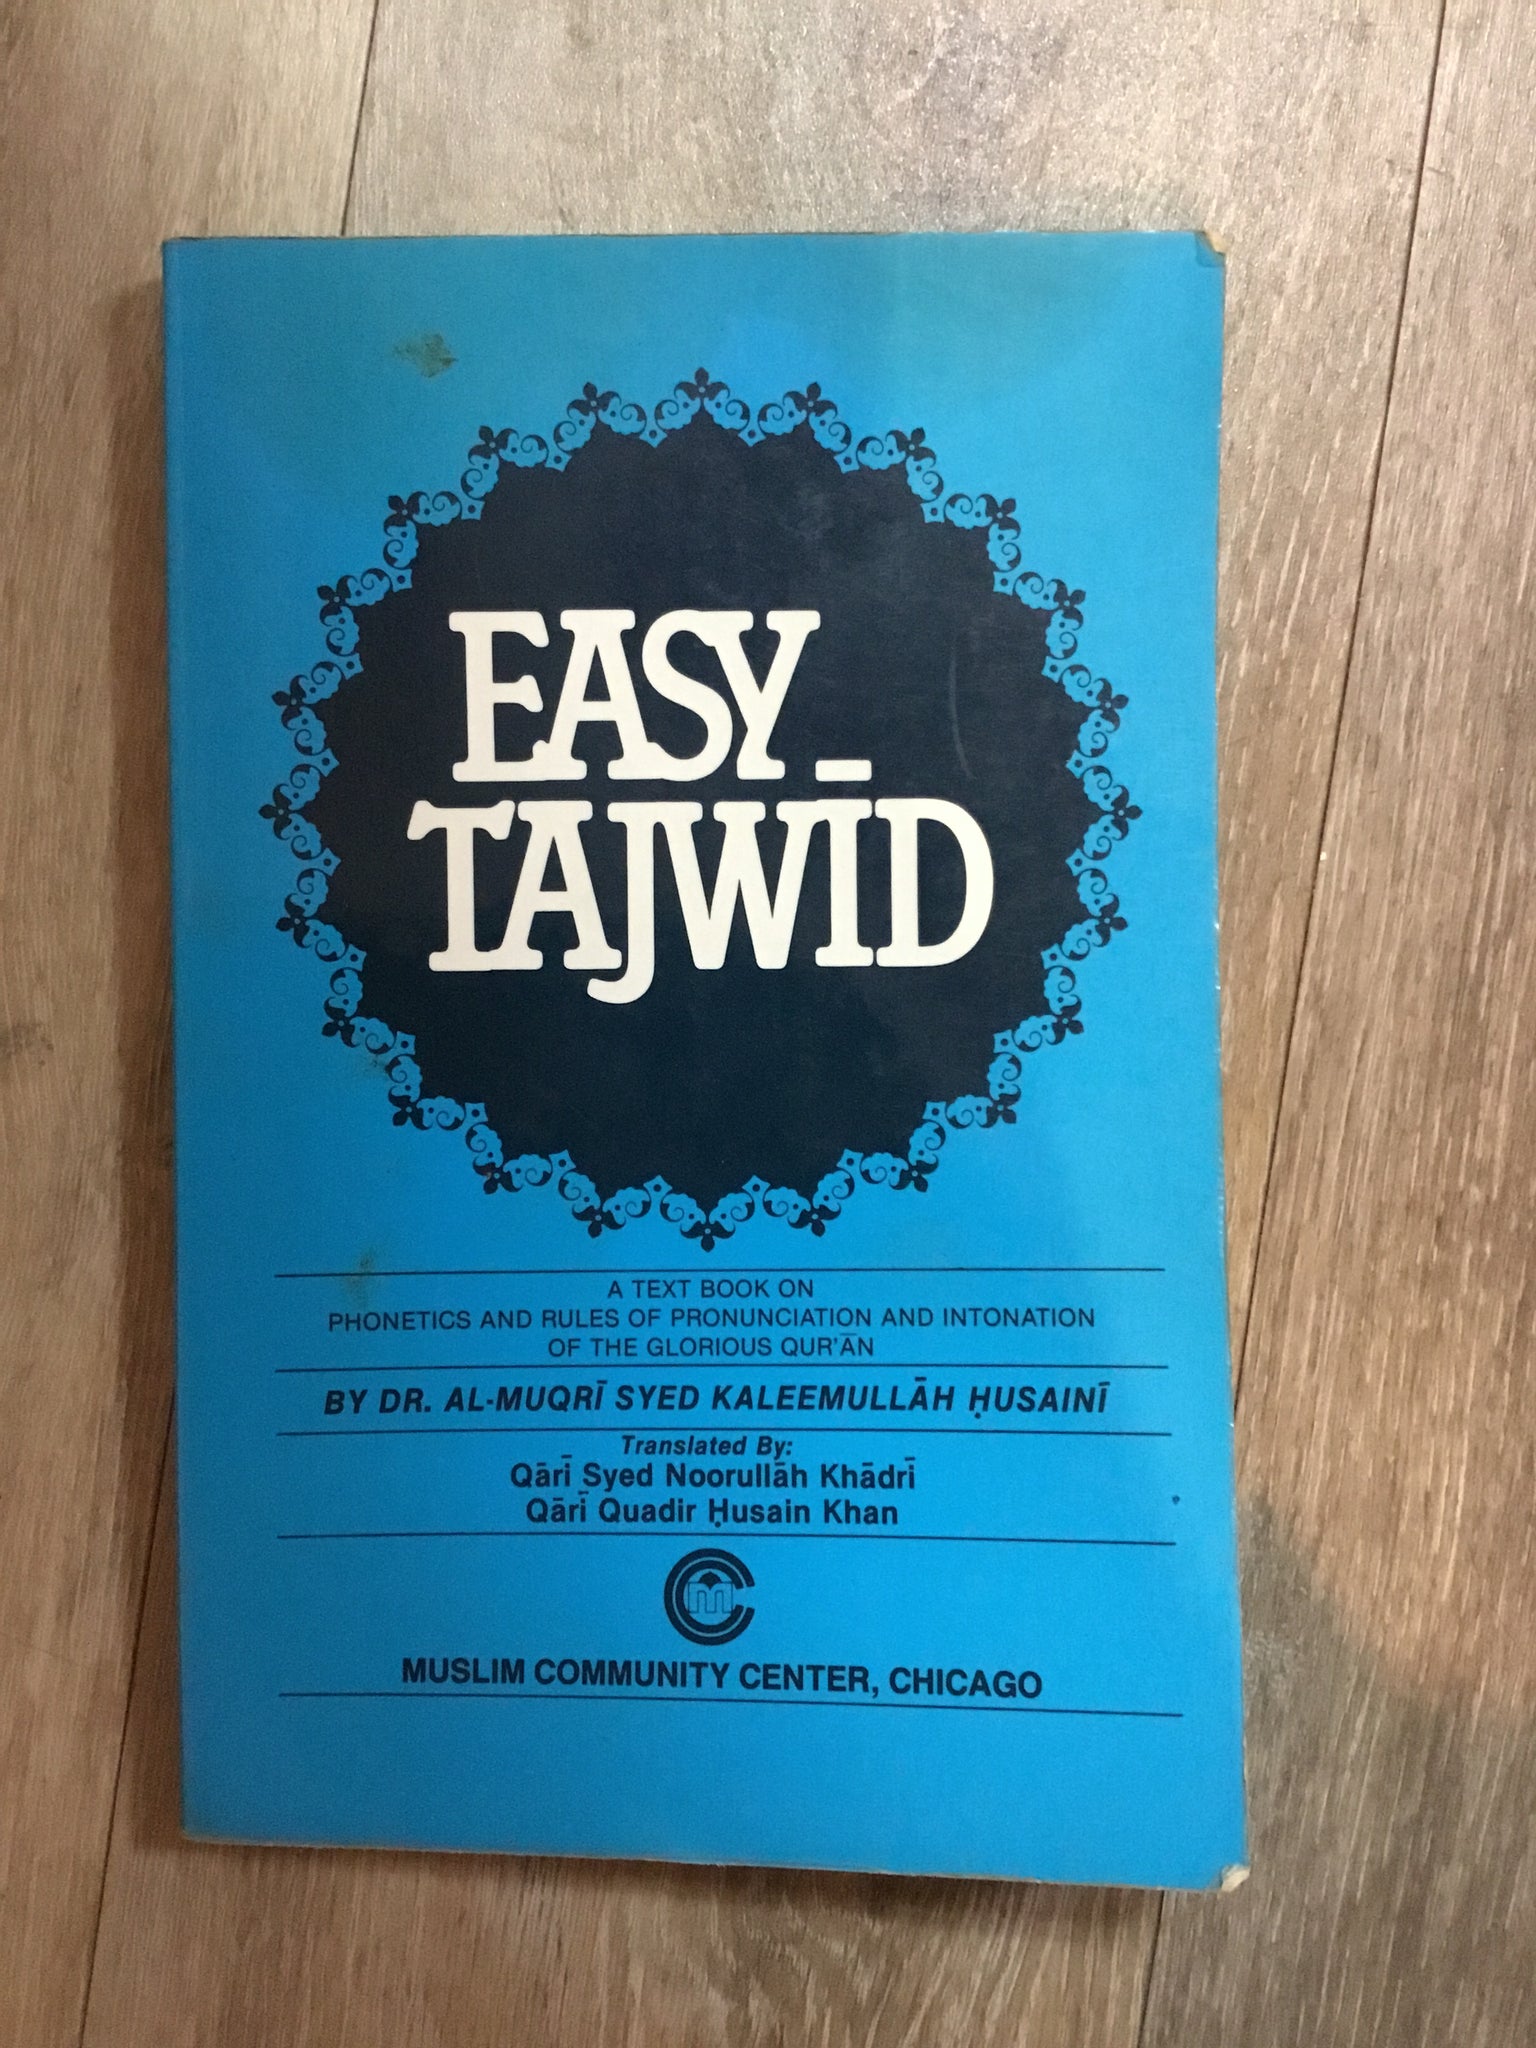 EASY
TAJWĪD
A TEXT BOOK ON
PHONETICS AND RULES OF PRONUNCIATION AND INTONATION
OF THE GLORIOUS QUR'ĀN
BY DR. AL-MUQRĪ SYED KALEEMULLĀH ḤUSAINĪ
Translated By:
Qārī Syed Noorullāh Khādrī
Qārī Quadir Ḥusain Khan
mcc
MUSLIM COMMUNITY CENTER, CHICAGO